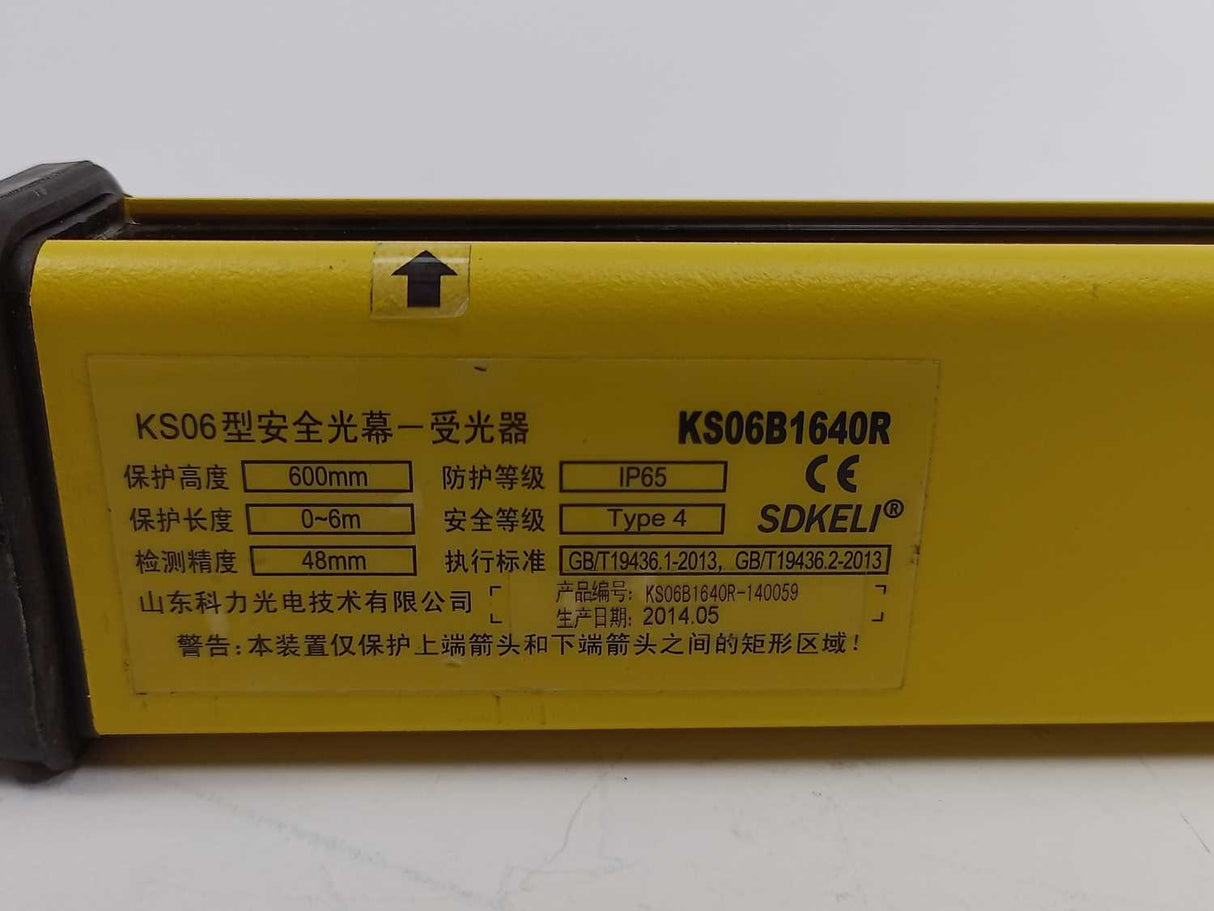 KS06型安全光幕—受光器 KS06B1640R
保护高度 600mm 防护等级 IP65 CE
保护长度 0~6m 安全等级 Type 4 SDKELI®
检测精度 48mm 执行标准 GB/T19436.1-2013, GB/T19436.2-2013
山东科力光电技术有限公司 产品编号: KS06B1640R-140059
生产日期: 2014.05
警告:本装置仅保护上端箭头和下端箭头之间的矩形区域!